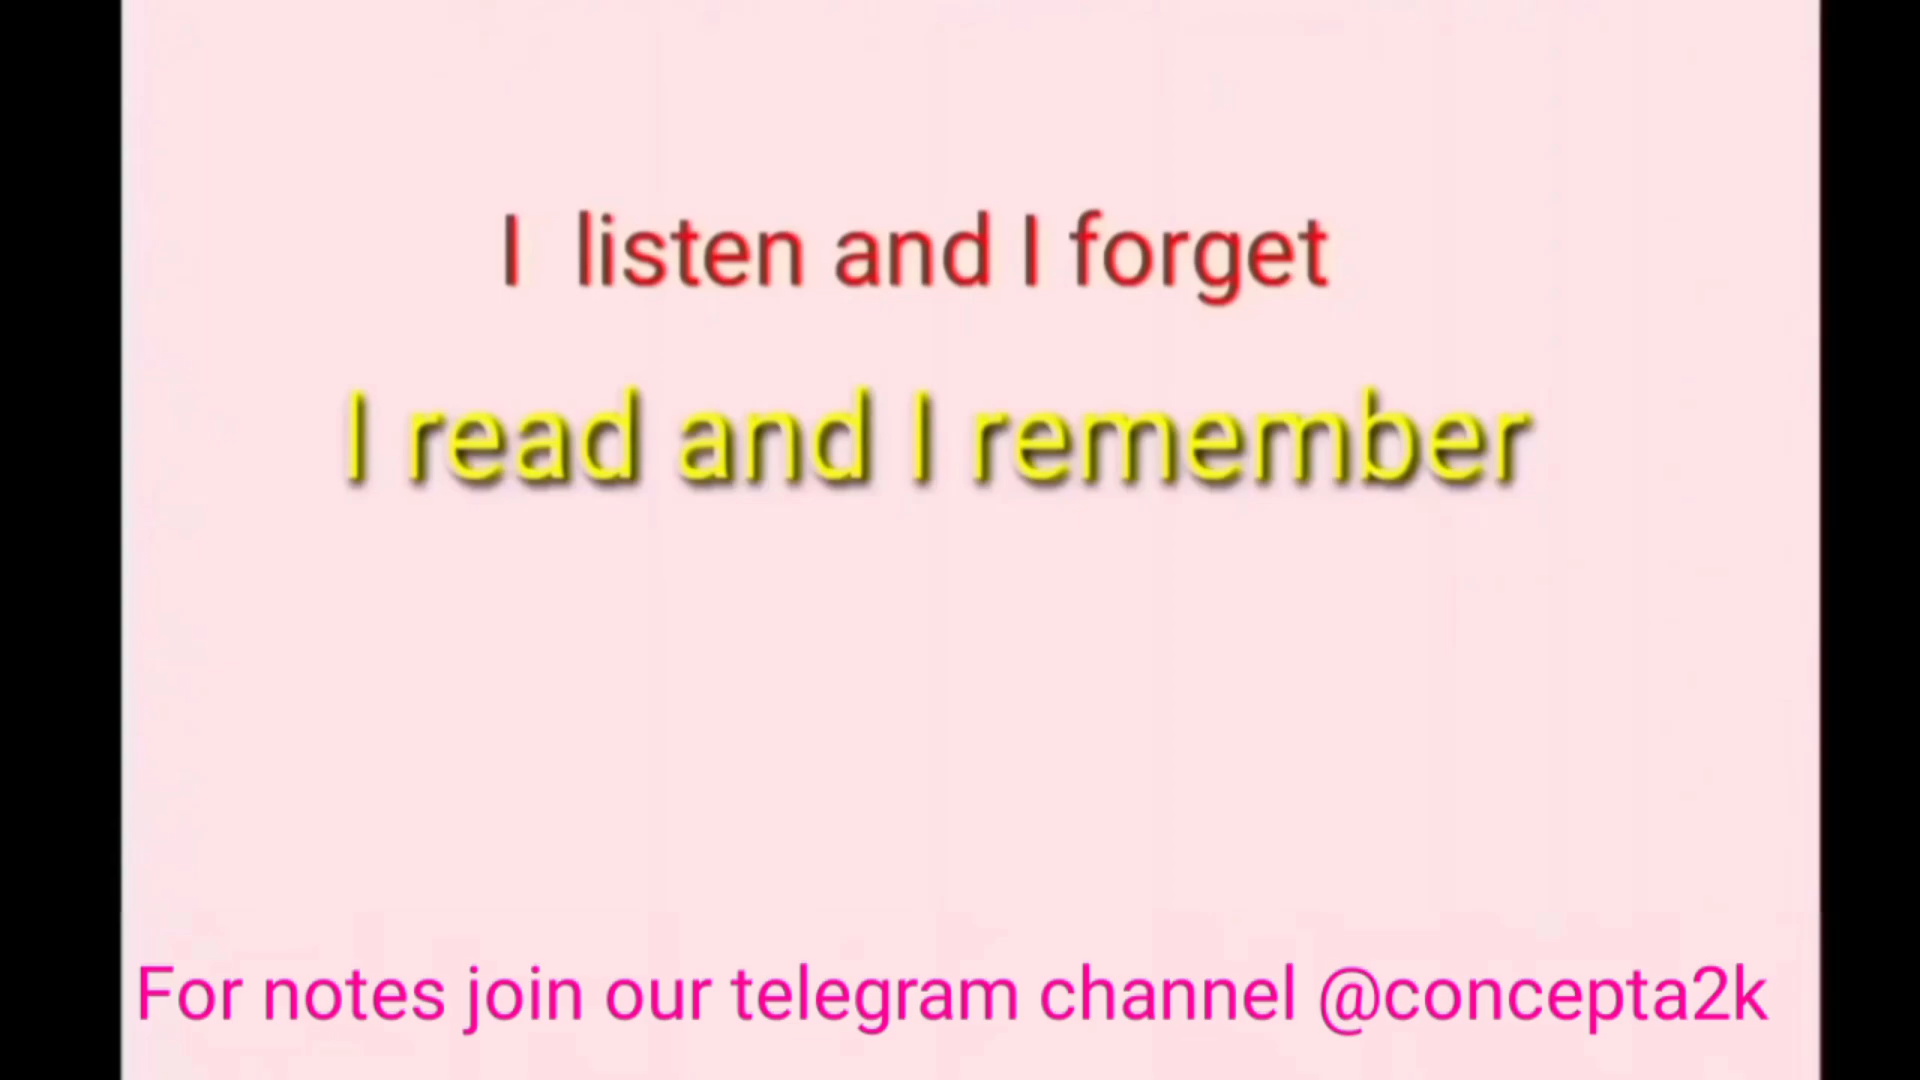 I listen and I forget
I read and I remember
For notes join our telegram channel @concepta2k